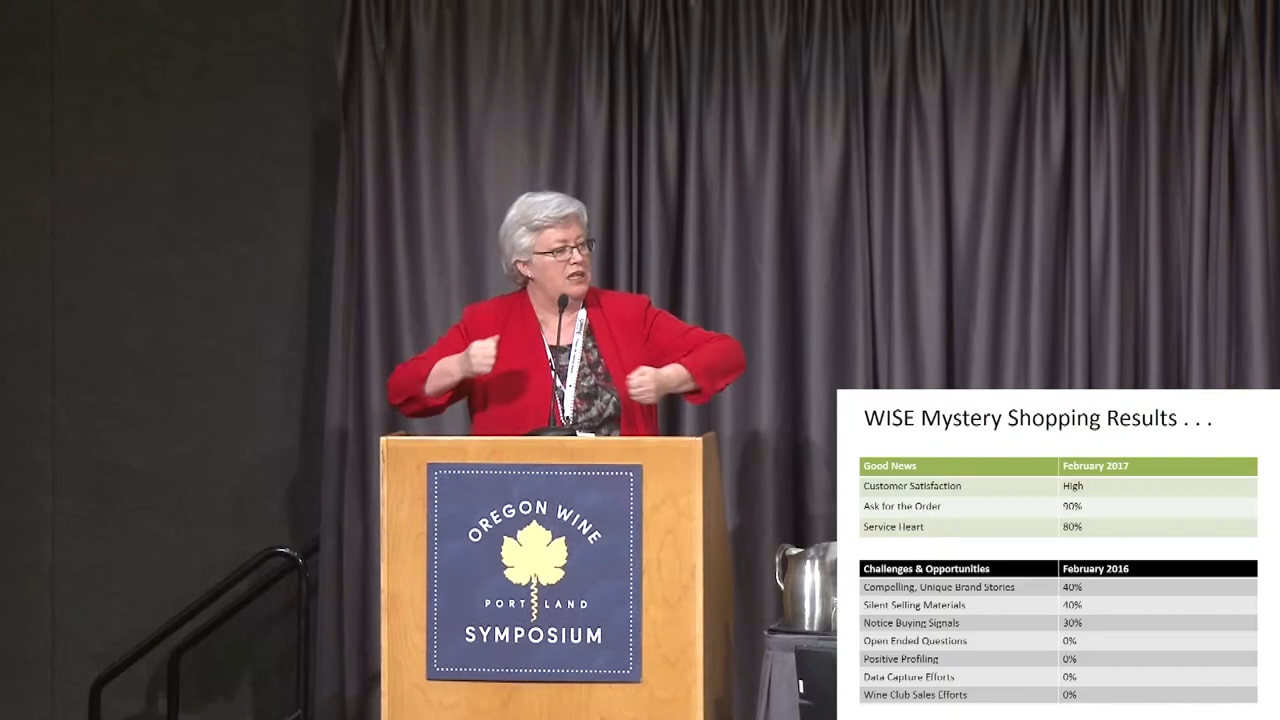 OREGON WINE
PORTLAND
SYMPOSIUM
WISE Mystery Shopping Results . . .
Good News February 2017
Customer Satisfaction High
Ask for the Order 90%
Service Heart 80%
Challenges & Opportunities February 2016
Compelling, Unique Brand Stories 40%
Silent Selling Materials 40%
Notice Buying Signals 30%
Open Ended Questions 0%
Positive Profiling 0%
Data Capture Efforts 0%
Wine Club Sales Efforts 0%